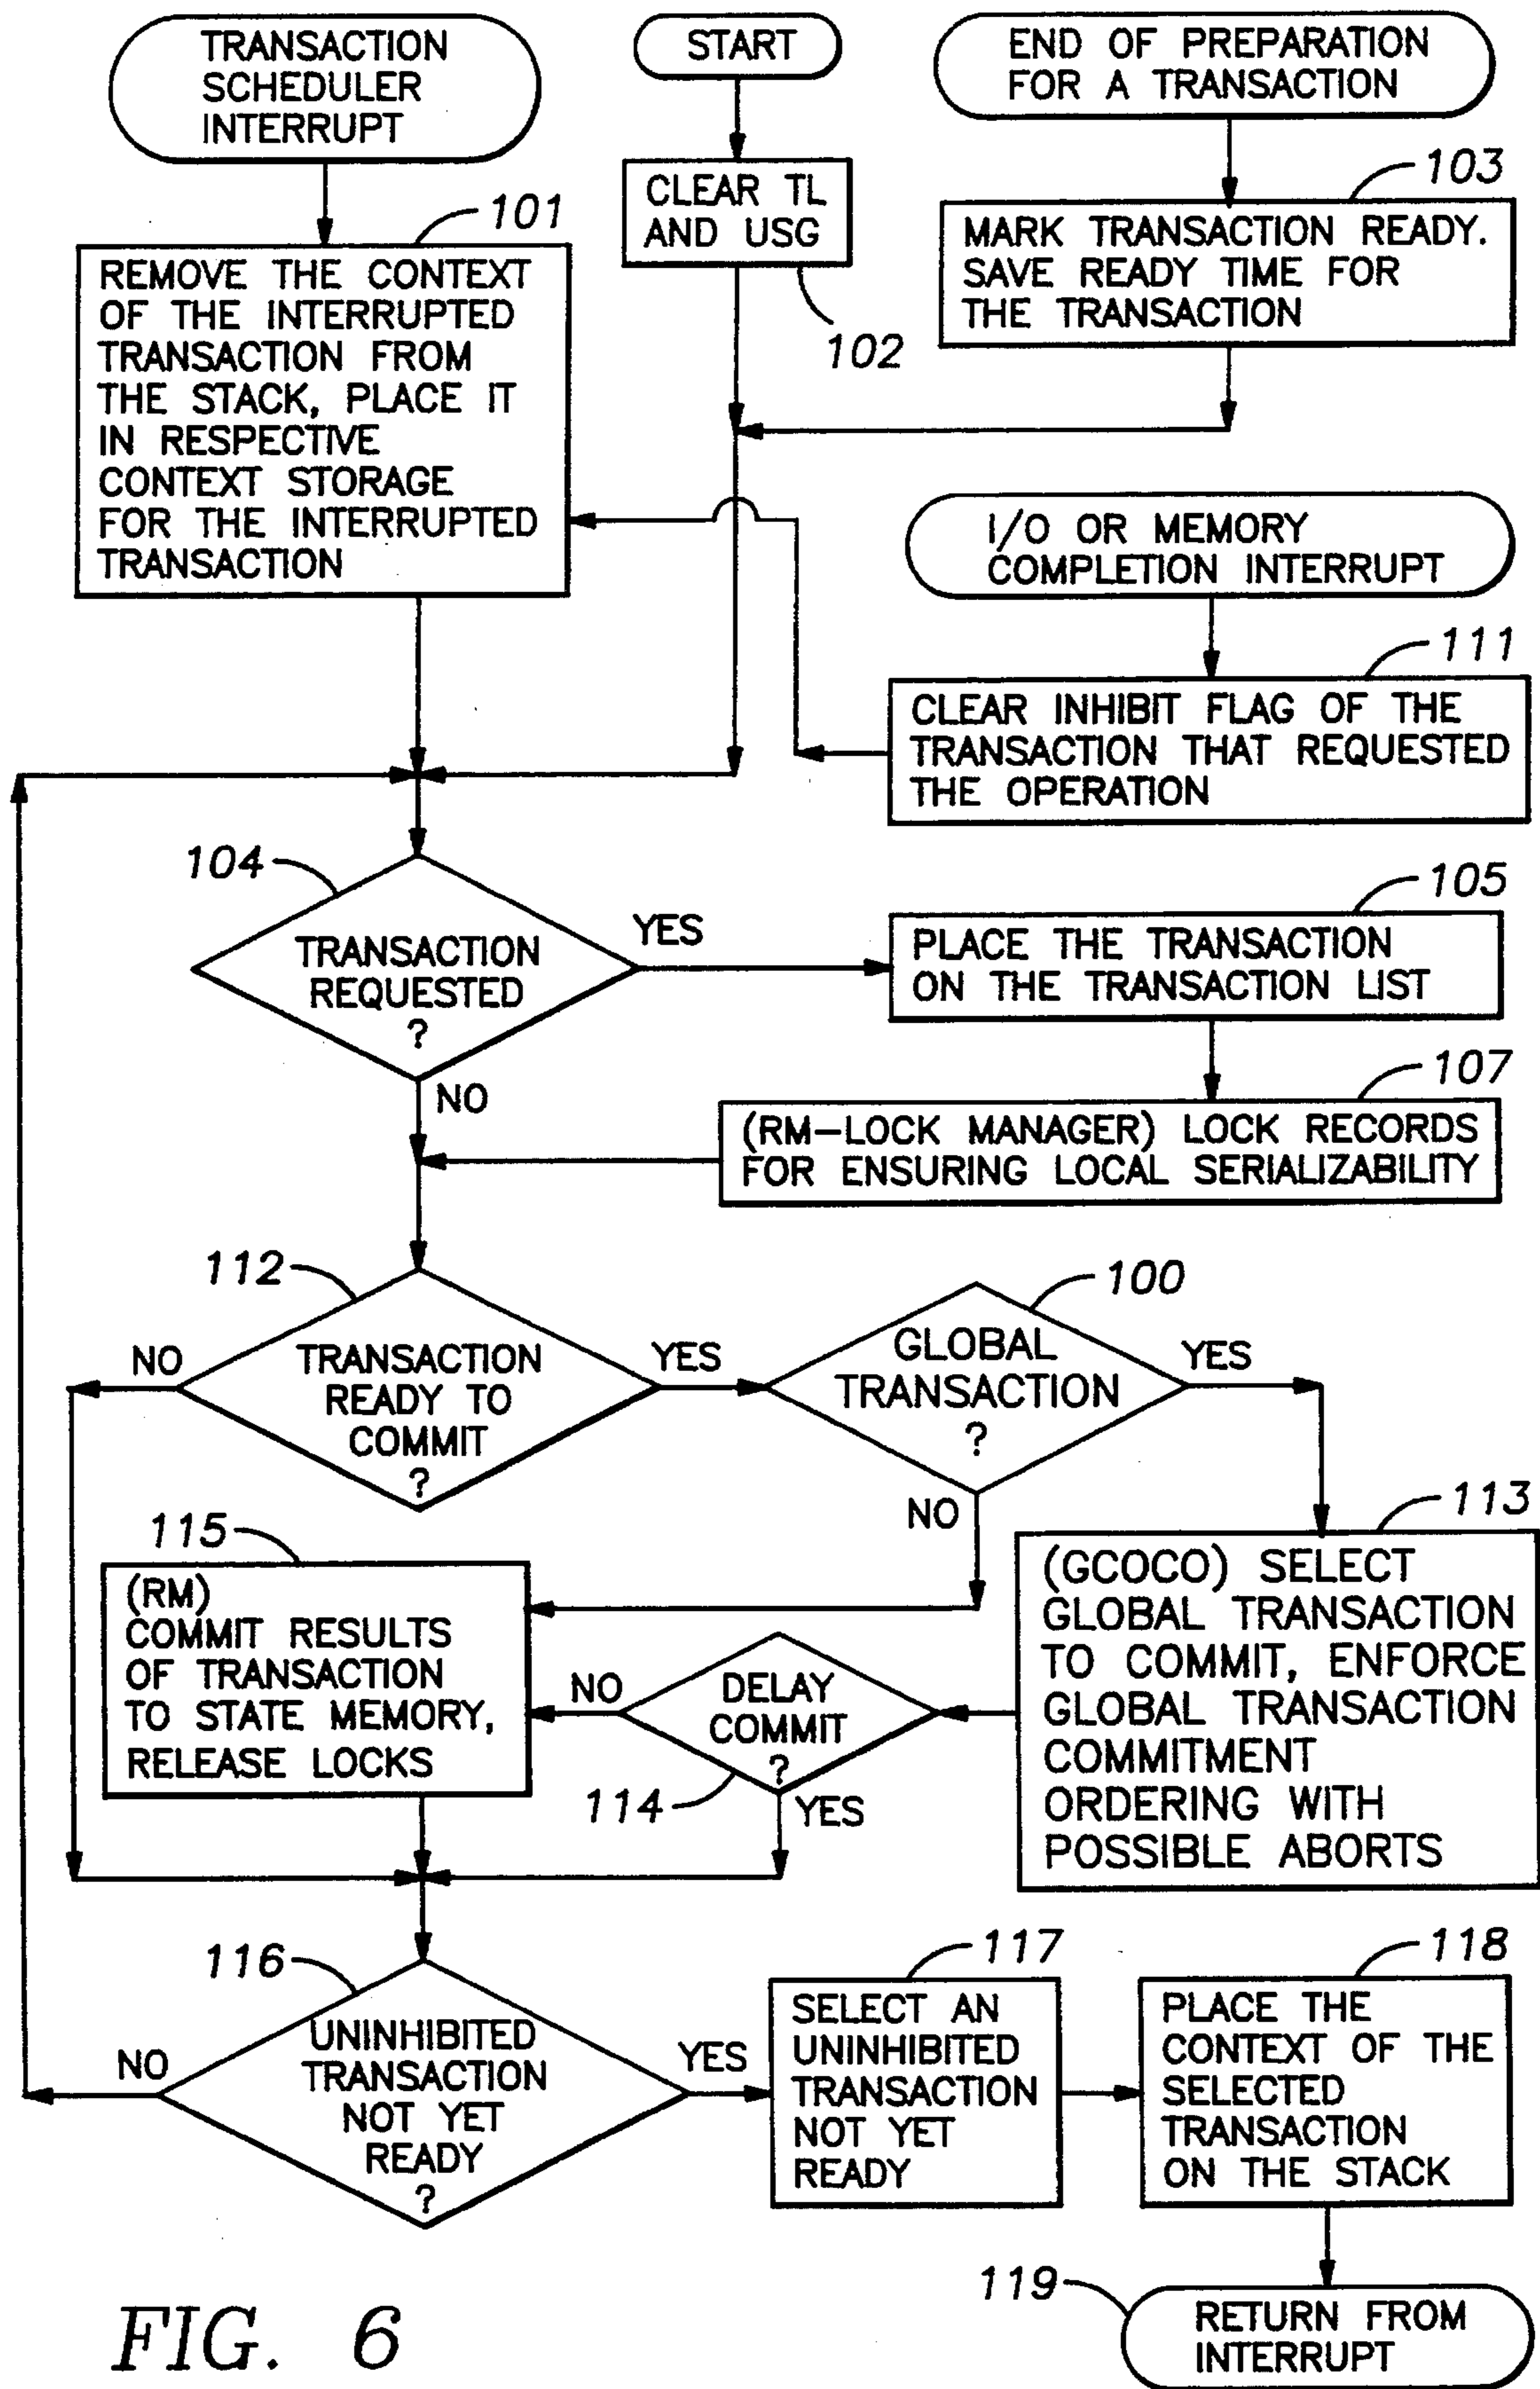 TRANSACTION
SCHEDULER
INTERRUPT
START
END OF PREPARATION
FOR A TRANSACTION
101
REMOVE THE CONTEXT
OF THE INTERRUPTED
TRANSACTION FROM
THE STACK, PLACE IT
IN RESPECTIVE
CONTEXT STORAGE
FOR THE INTERRUPTED
TRANSACTION
CLEAR TL
AND USG
102
103
MARK TRANSACTION READY.
SAVE READY TIME FOR
THE TRANSACTION
I/O OR MEMORY
COMPLETION INTERRUPT
111
CLEAR INHIBIT FLAG OF THE
TRANSACTION THAT REQUESTED
THE OPERATION
104
TRANSACTION
REQUESTED
?
YES
NO
105
PLACE THE TRANSACTION
ON THE TRANSACTION LIST
107
(RM-LOCK MANAGER) LOCK RECORDS
FOR ENSURING LOCAL SERIALIZABILITY
112
NO
TRANSACTION
READY TO
COMMIT
?
YES
100
GLOBAL
TRANSACTION
?
YES
NO
113
(GCOCO) SELECT
GLOBAL TRANSACTION
TO COMMIT, ENFORCE
GLOBAL TRANSACTION
COMMITMENT
ORDERING WITH
POSSIBLE ABORTS
115
(RM)
COMMIT RESULTS
OF TRANSACTION
TO STATE MEMORY,
RELEASE LOCKS
NO
DELAY
COMMIT
?
114
YES
116
NO
UNINHIBITED
TRANSACTION
NOT YET
READY
?
YES
117
SELECT AN
UNINHIBITED
TRANSACTION
NOT YET
READY
118
PLACE THE
CONTEXT OF THE
SELECTED
TRANSACTION
ON THE STACK
119
RETURN FROM
INTERRUPT
FIG. 6